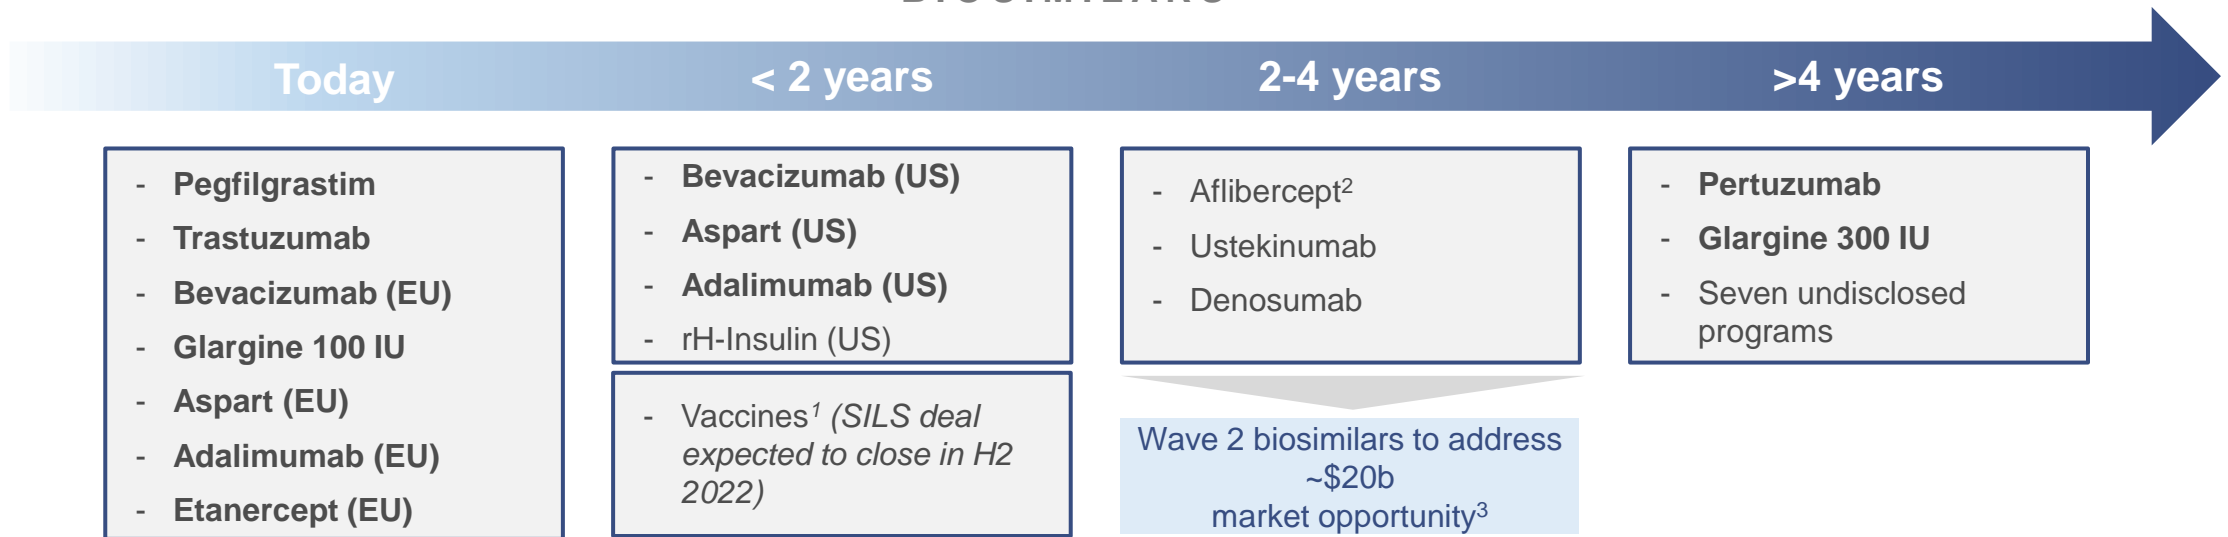 BIOSIMILARS
Today
< 2 years
2-4 years
>4 years
- Pegfilgrastim
- Trastuzumab
- Bevacizumab (EU)
- Glargine 100 IU
- Aspart (EU)
- Adalimumab (EU)
- Etanercept (EU)
- Bevacizumab (US)
- Aspart (US)
- Adalimumab (US)
- rH-Insulin (US)
- Vaccines¹ (SILS deal
expected to close in H2
2022)
- Aflibercept²
- Ustekinumab
- Denosumab
Wave 2 biosimilars to address
~$20b
market opportunity³
- Pertuzumab
- Glargine 300 IU
- Seven undisclosed
programs